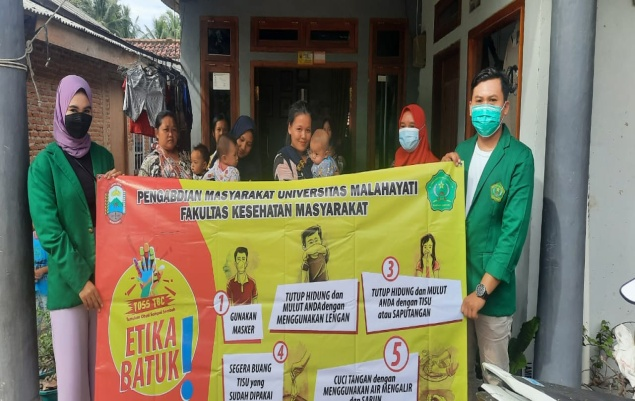 PENGABDIAN MASYARAKAT UNIVERSITAS MALAHAYATI
FAKULTAS KESEHATAN MASYARAKAT
TOSS TBC
ETIKA
BATUK !
1
GUNAKAN
MASKER
TUTUP HIDUNG dan
MULUT ANDA dengan
MENGGUNAKAN LENGAN
3
TUTUP HIDUNG dan MULUT
ANDA dengan TISU
atau SAPUTANGAN
4
SEGERA BUANG
TISU yang
SUDAH DIPAKAI
5
CUCI TANGAN dengan
MENGGUNAKAN AIR MENGALIR
dan SABUN